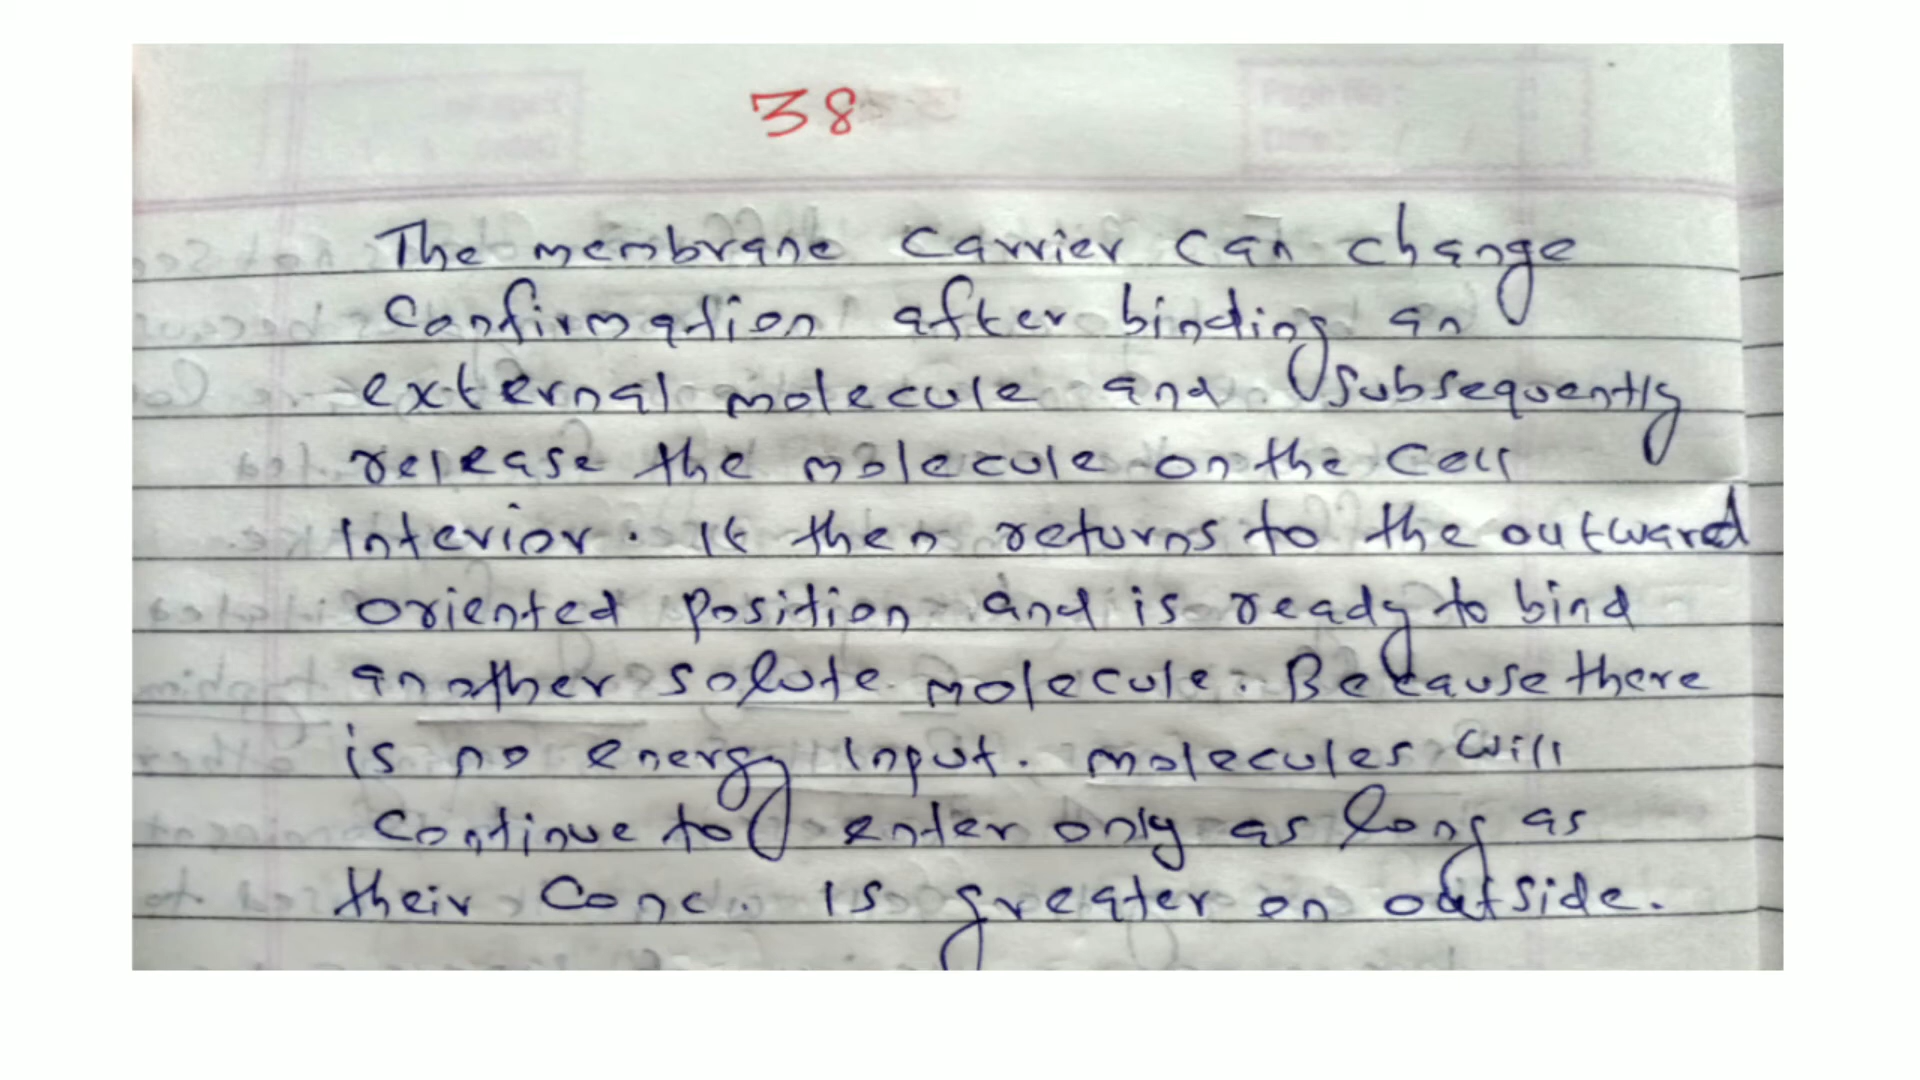 38
The membrane carrier can change
Confirmation after binding an
external molecule and subsequently
release the molecule on the cell
Interior. It then returns to the outward
oriented position and is ready to bind
another solute molecule. Because there
is no energy Input. molecules will
continue to enter only as long as
their Conc. is greater on outside.